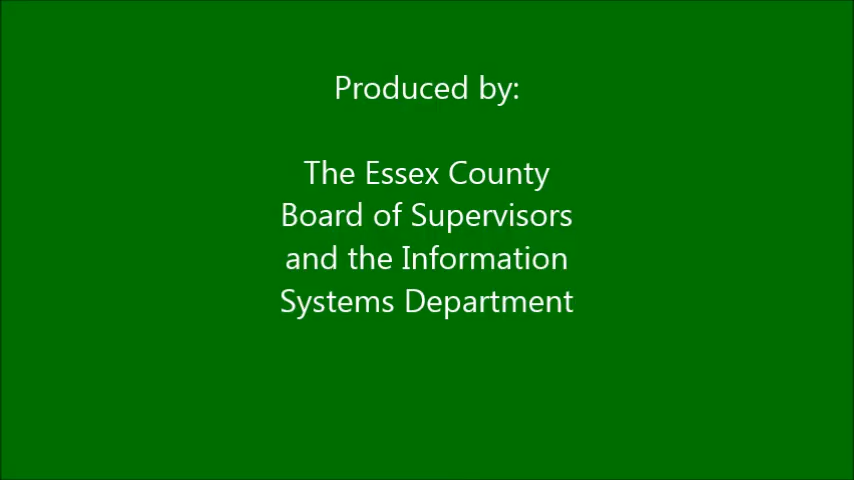 Produced by:
The Essex County
Board of Supervisors
and the Information
Systems Department